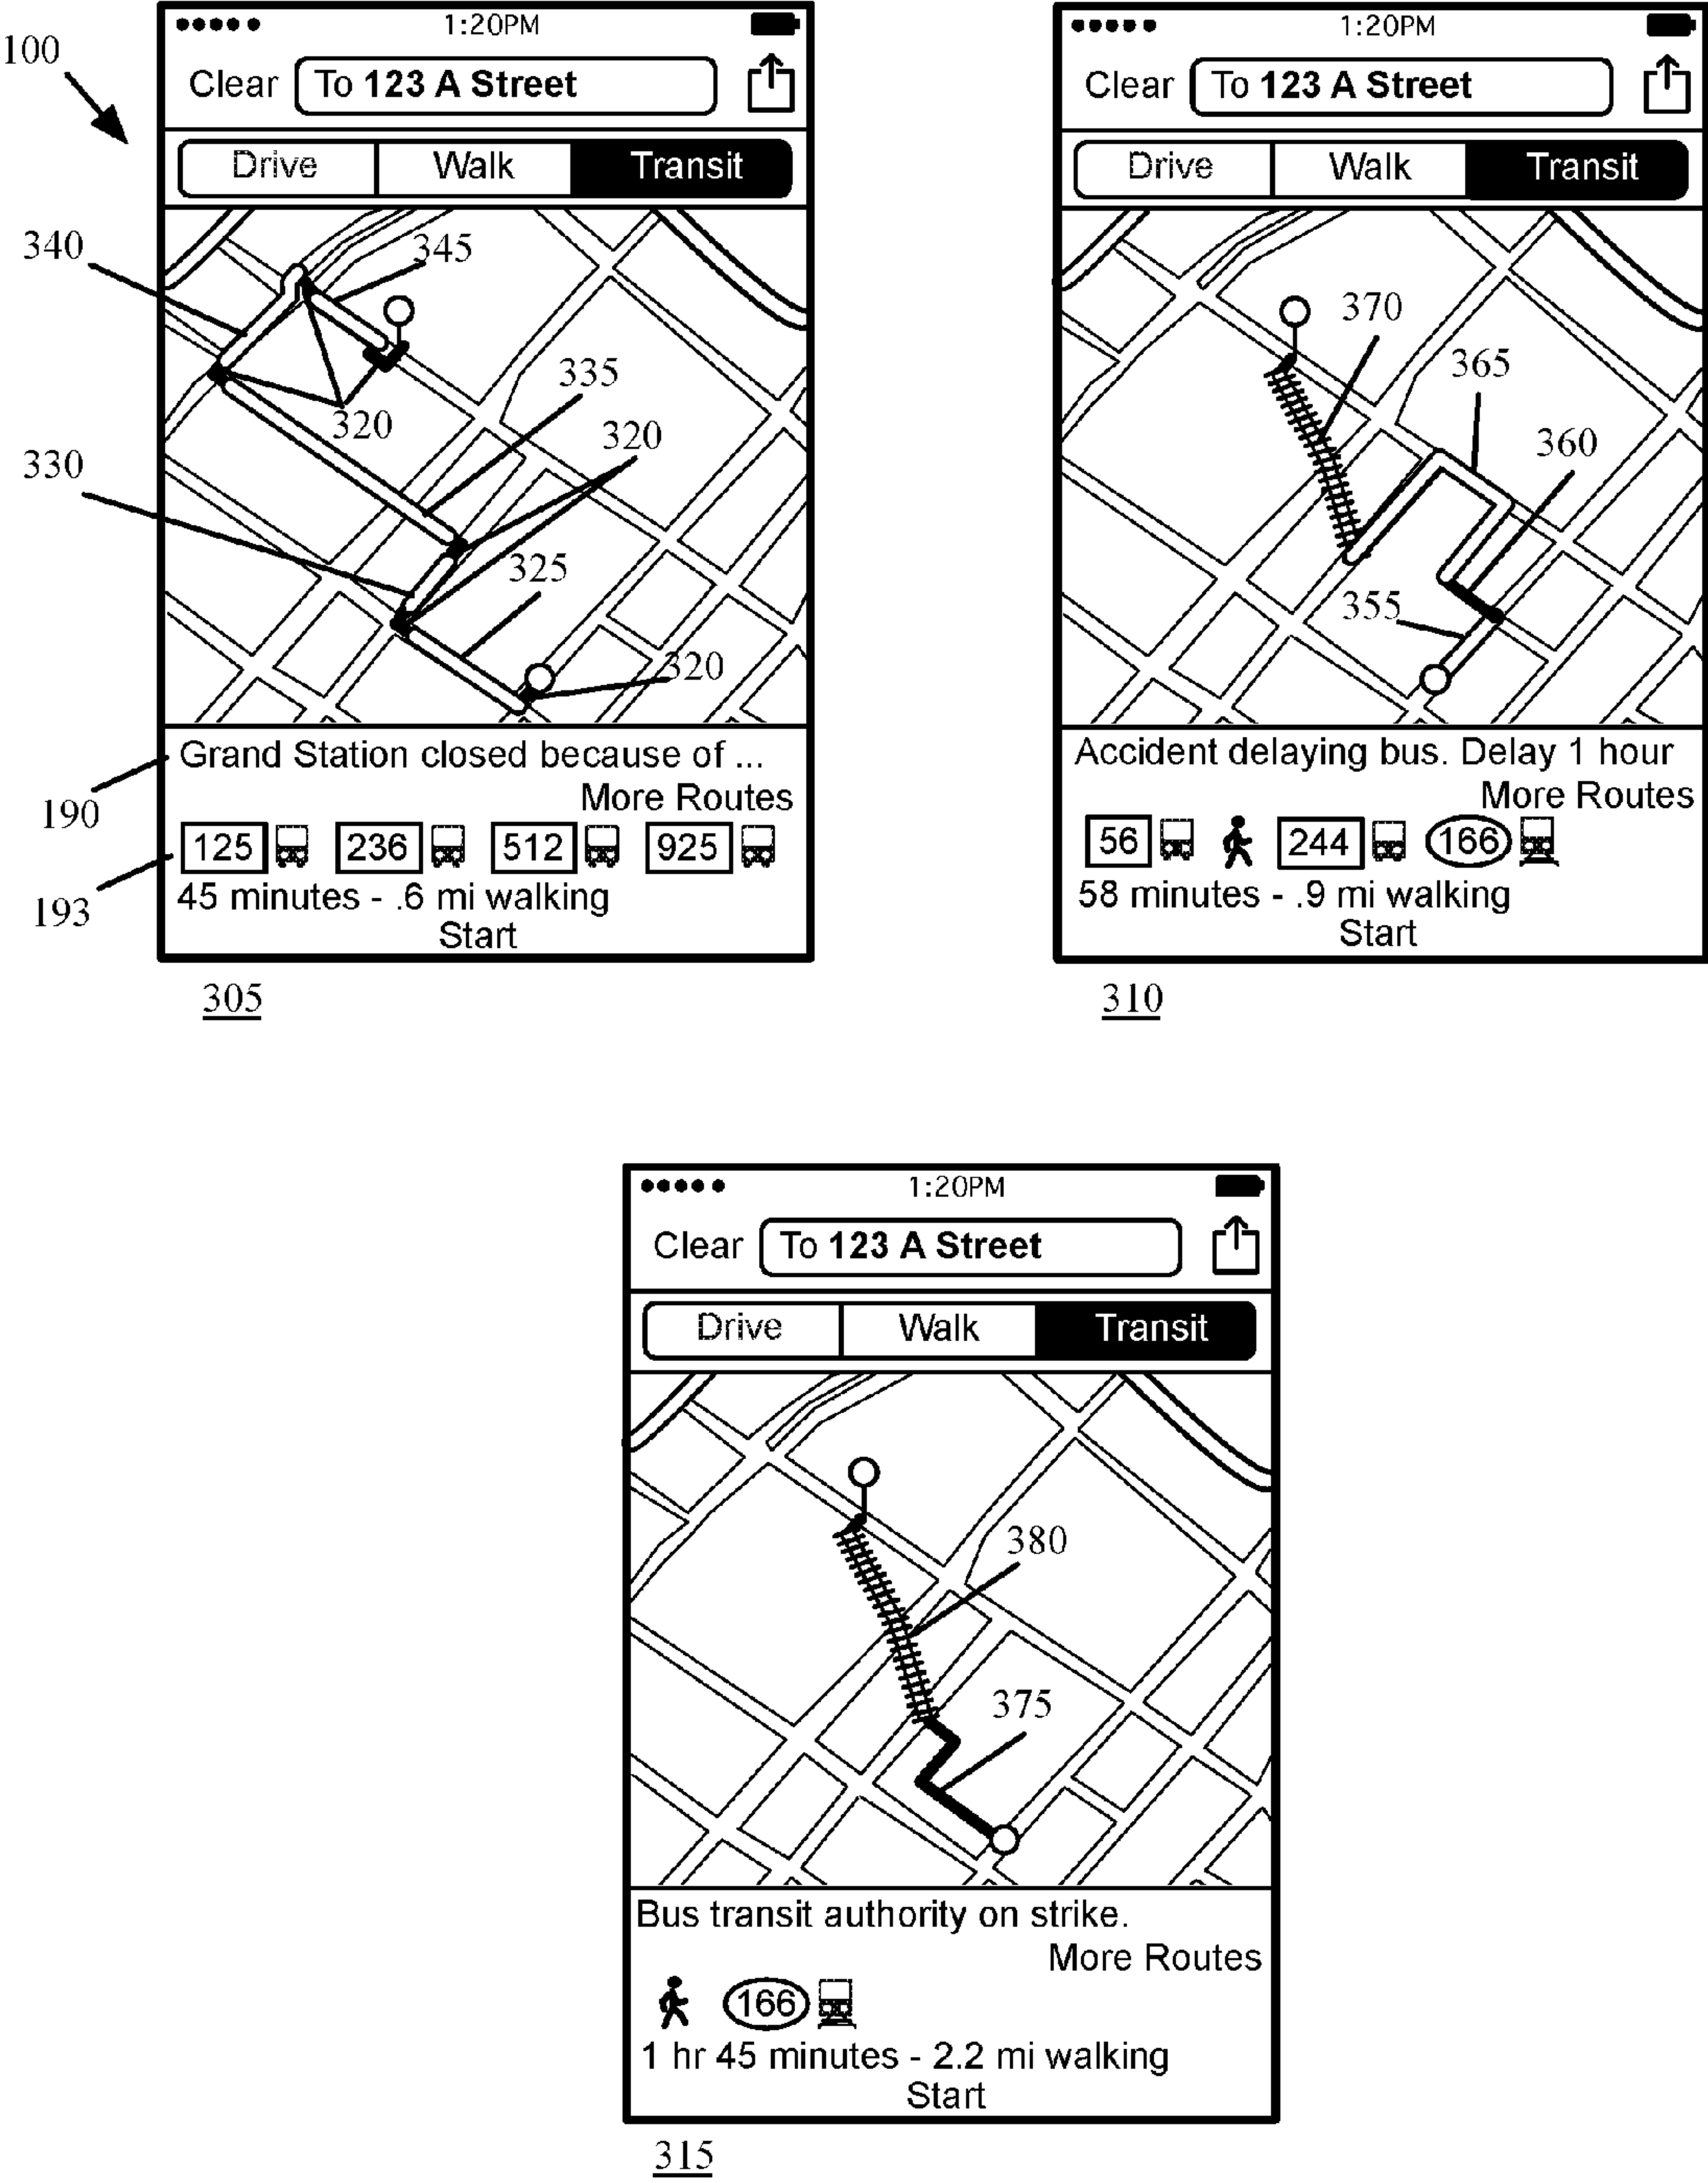 100
1:20PM
Clear To 123 A Street
Drive Walk Transit
340
345
335
320
320
330
325
320
190
Grand Station closed because of ...
More Routes
125 236 512 925
193
45 minutes - .6 mi walking
Start
305
1:20PM
Clear To 123 A Street
Drive Walk Transit
370
365
360
355
Accident delaying bus. Delay 1 hour
More Routes
56 244 166
58 minutes - .9 mi walking
Start
310
1:20PM
Clear To 123 A Street
Drive Walk Transit
380
375
Bus transit authority on strike.
More Routes
166
1 hr 45 minutes - 2.2 mi walking
Start
315